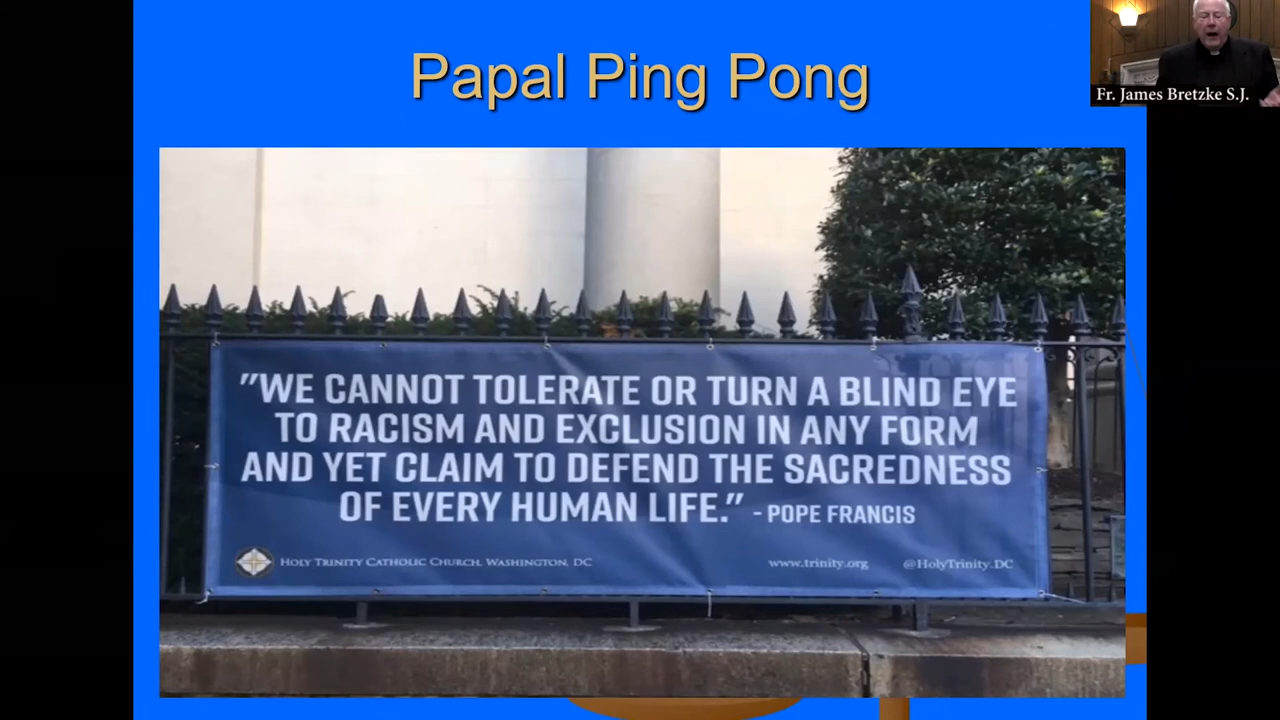 Papal Ping Pong
Fr. James Bretzke S.J.
"WE CANNOT TOLERATE OR TURN A BLIND EYE
TO RACISM AND EXCLUSION IN ANY FORM
AND YET CLAIM TO DEFEND THE SACREDNESS
OF EVERY HUMAN LIFE." - POPE FRANCIS
HOLY TRINITY CATHOLIC CHURCH, WASHINGTON, DC www.trinity.org @HolyTrinity.DC